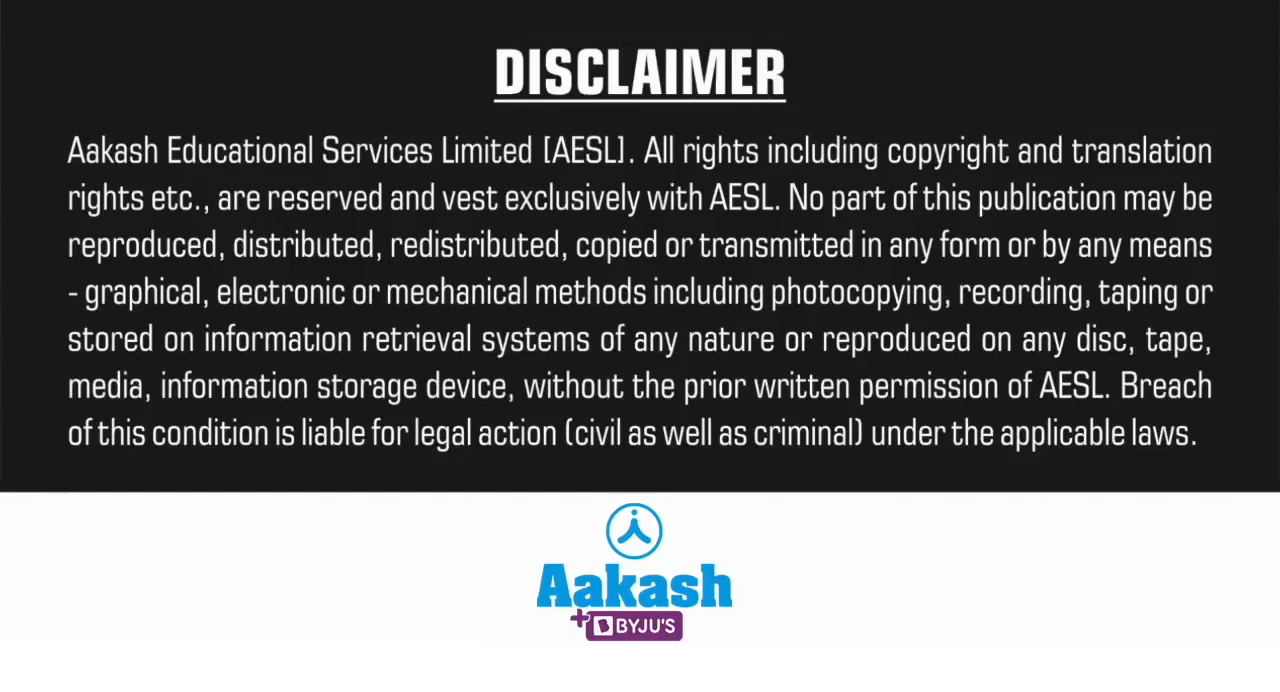 DISCLAIMER
Aakash Educational Services Limited [AESL]. All rights including copyright and translation
rights etc., are reserved and vest exclusively with AESL. No part of this publication may be
reproduced, distributed, redistributed, copied or transmitted in any form or by any means
- graphical, electronic or mechanical methods including photocopying, recording, taping or
stored on information retrieval systems of any nature or reproduced on any disc, tape,
media, information storage device, without the prior written permission of AESL. Breach
of this condition is liable for legal action (civil as well as criminal) under the applicable laws.
Aakash
BYJU'S